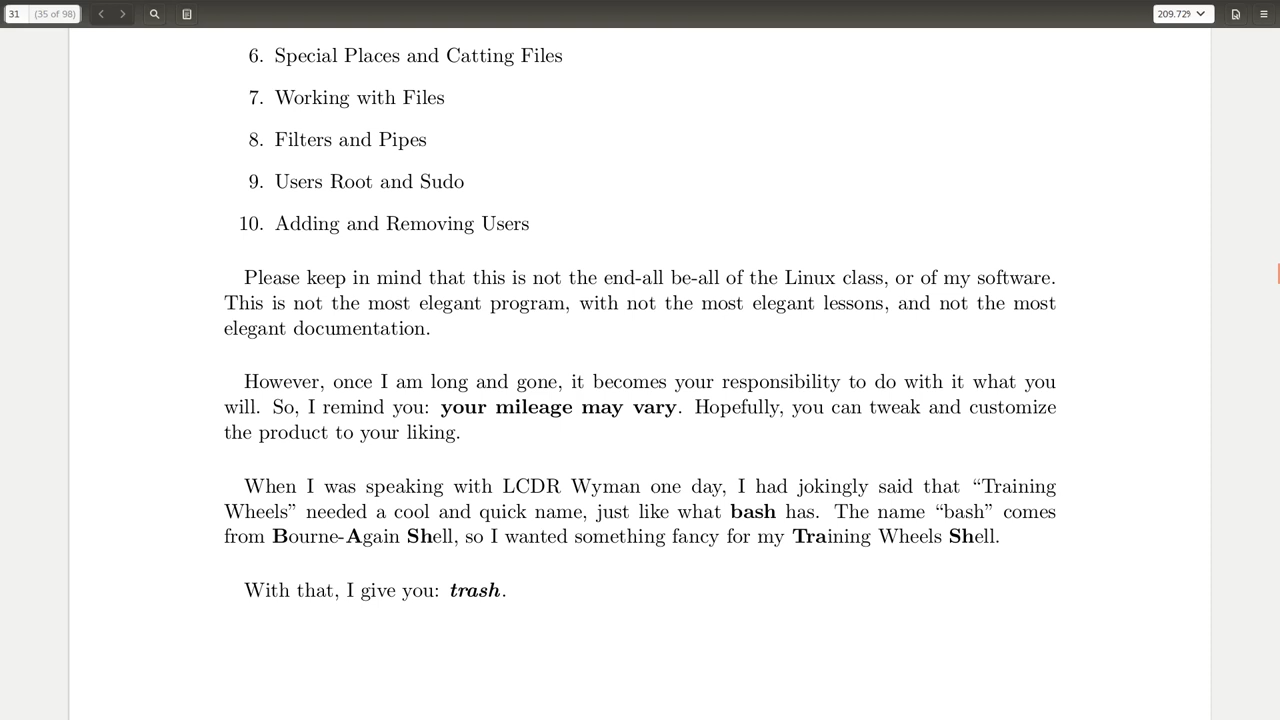 31 (35 of 98) 209.72%
6. Special Places and Catting Files
7. Working with Files
8. Filters and Pipes
9. Users Root and Sudo
10. Adding and Removing Users
Please keep in mind that this is not the end-all be-all of the Linux class, or of my software.
This is not the most elegant program, with not the most elegant lessons, and not the most
elegant documentation.
However, once I am long and gone, it becomes your responsibility to do with it what you
will. So, I remind you: your mileage may vary. Hopefully, you can tweak and customize
the product to your liking.
When I was speaking with LCDR Wyman one day, I had jokingly said that “Training
Wheels” needed a cool and quick name, just like what bash has. The name “bash” comes
from Bourne-Again Shell, so I wanted something fancy for my Training Wheels Shell.
With that, I give you: trash.